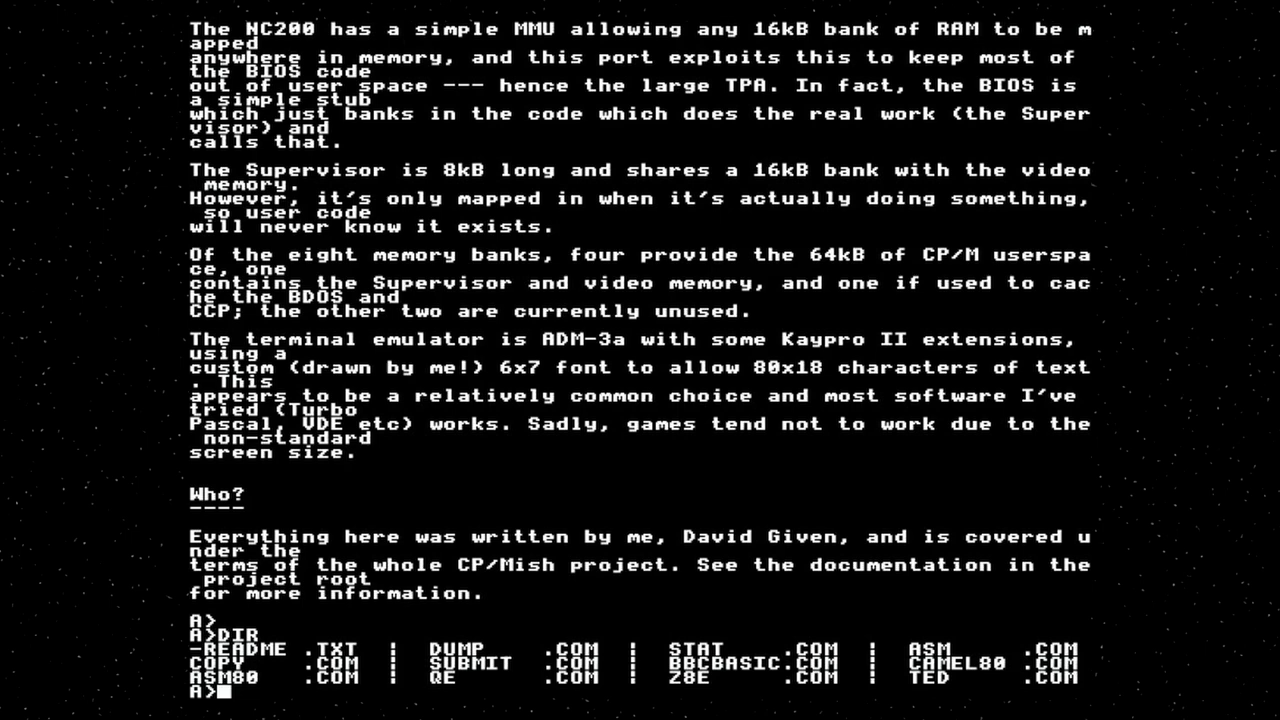 The NC200 has a simple MMU allowing any 16kB bank of RAM to be m
apped
anywhere in memory, and this port exploits this to keep most of
the BIOS code
out of user space --- hence the large TPA. In fact, the BIOS is
a simple stub
which just banks in the code which does the real work (the Super
visor) and
calls that.
The Supervisor is 8kB long and shares a 16kB bank with the video
 memory.
However, it's only mapped in when it's actually doing something,
 so user code
will never know it exists.
Of the eight memory banks, four provide the 64kB of CP/M userspa
ce, one
contains the Supervisor and video memory, and one if used to cac
he the BDOS and
CCP; the other two are currently unused.
The terminal emulator is ADM-3a with some Kaypro II extensions,
using a
custom (drawn by me!) 6x7 font to allow 80x18 characters of text
. This
appears to be a relatively common choice and most software I've
tried (Turbo
Pascal, VDE etc) works. Sadly, games tend not to work due to the
 non-standard
screen size.
Who?
----
Everything here was written by me, David Given, and is covered u
nder the
terms of the whole CP/Mish project. See the documentation in the
 project root
for more information.
A>
A>DIR
-README .TXT | DUMP .COM | STAT .COM | ASM .COM
COPY .COM | SUBMIT .COM | BBCBASIC.COM | CAMEL80 .COM
ASM80 .COM | QE .COM | Z8E .COM | TED .COM
A>